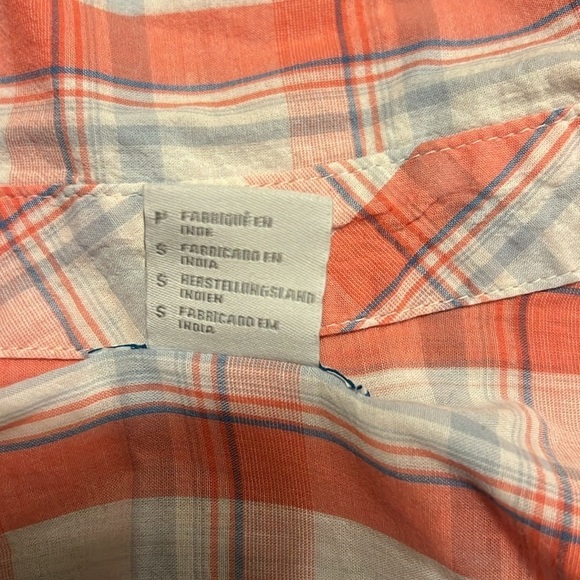 P FABRIQUÉ EN
INDE
S FABRICADO EN
INDIA
S HERSTELLUNGSLAND
INDIEN
S FABRICADO EM
INDIA